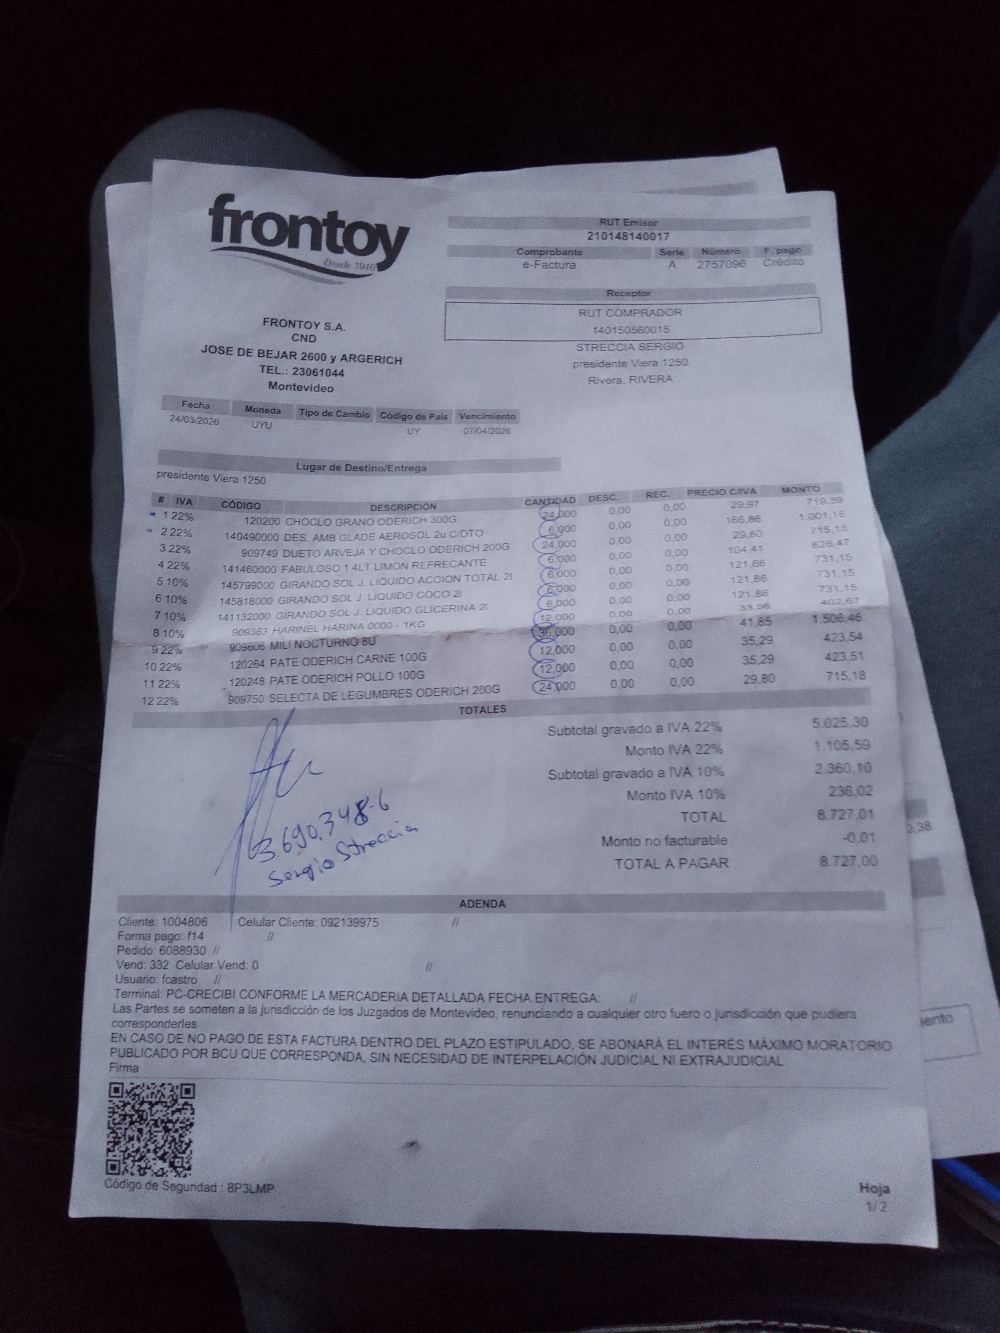 frontoy
Desde 1946
RUT Emisor
210148140017
Comprobante Serie Número F. pago
e-Factura A 2757096 Crédito
Receptor
RUT COMPRADOR
140150560015
STRECCIA SERGIO
presidente Viera 1250
Rivera, RIVERA
FRONTOY S.A.
CND
JOSE DE BEJAR 2600 y ARGERICH
TEL.: 23061044
Montevideo
Fecha Moneda Tipo de Cambio Código de País Vencimiento
24/03/2026 UYU UY 07/04/2026
Lugar de Destino/Entrega
presidente Viera 1250
# IVA CÓDIGO DESCRIPCIÓN CANTIDAD DESC. REC. PRECIO C/IVA MONTO
1 22% 120200 CHOCLO GRANO ODERICH 300G 24,000 0,00 0,00 29,97 719,39
2 22% 140490000 DES. AMB GLADE AEROSOL 2u C/DTO 6,000 0,00 0,00 166,86 1.001,16
3 22% 909749 DUETO ARVEJA Y CHOCLO ODERICH 200G 24,000 0,00 0,00 29,80 715,18
4 22% 141460000 FABULOSO 1.4LT LIMON REFRECANTE 6,000 0,00 0,00 104,41 626,47
5 10% 145799000 GIRANDO SOL J. LIQUIDO ACCION TOTAL 2l 6,000 0,00 0,00 121,86 731,15
6 10% 145818000 GIRANDO SOL J. LIQUIDO COCO 2l 6,000 0,00 0,00 121,86 731,15
7 10% 141132000 GIRANDO SOL J. LIQUIDO GLICERINA 2l 6,000 0,00 0,00 121,86 731,15
8 10% 909383 HARINEL HARINA 0000 - 1KG 12,000 0,00 0,00 33,56 402,67
9 22% 909606 MILI NOCTURNO 8U 36,000 0,00 0,00 41,85 1.506,46
10 22% 120264 PATE ODERICH CARNE 100G 12,000 0,00 0,00 35,29 423,54
11 22% 120248 PATE ODERICH POLLO 100G 12,000 0,00 0,00 35,29 423,51
12 22% 909750 SELECTA DE LEGUMBRES ODERICH 200G 24,000 0,00 0,00 29,80 715,18
TOTALES
Subtotal gravado a IVA 22% 5.025,30
Monto IVA 22% 1.105,59
Subtotal gravado a IVA 10% 2.360,10
Monto IVA 10% 236,02
TOTAL 8.727,01
Monto no facturable -0,01
TOTAL A PAGAR 8.727,00
3.690.348-6
Sergio Streccia
ADENDA
Cliente: 1004806 Celular Cliente: 092139975 //
Forma pago: f14 //
Pedido: 6088930 //
Vend: 332 Celular Vend: 0 //
Usuario: fcastro //
Terminal: PC-CRECIBI CONFORME LA MERCADERIA DETALLADA FECHA ENTREGA: //
Las Partes se someten a la jurisdicción de los Juzgados de Montevideo, renunciando a cualquier otro fuero o jurisdicción que pudiera
corresponderles
EN CASO DE NO PAGO DE ESTA FACTURA DENTRO DEL PLAZO ESTIPULADO, SE ABONARÁ EL INTERÉS MÁXIMO MORATORIO
PUBLICADO POR BCU QUE CORRESPONDA, SIN NECESIDAD DE INTERPELACIÓN JUDICIAL NI EXTRAJUDICIAL
Firma
Código de Seguridad : 8P3LMP
Hoja
1/ 2